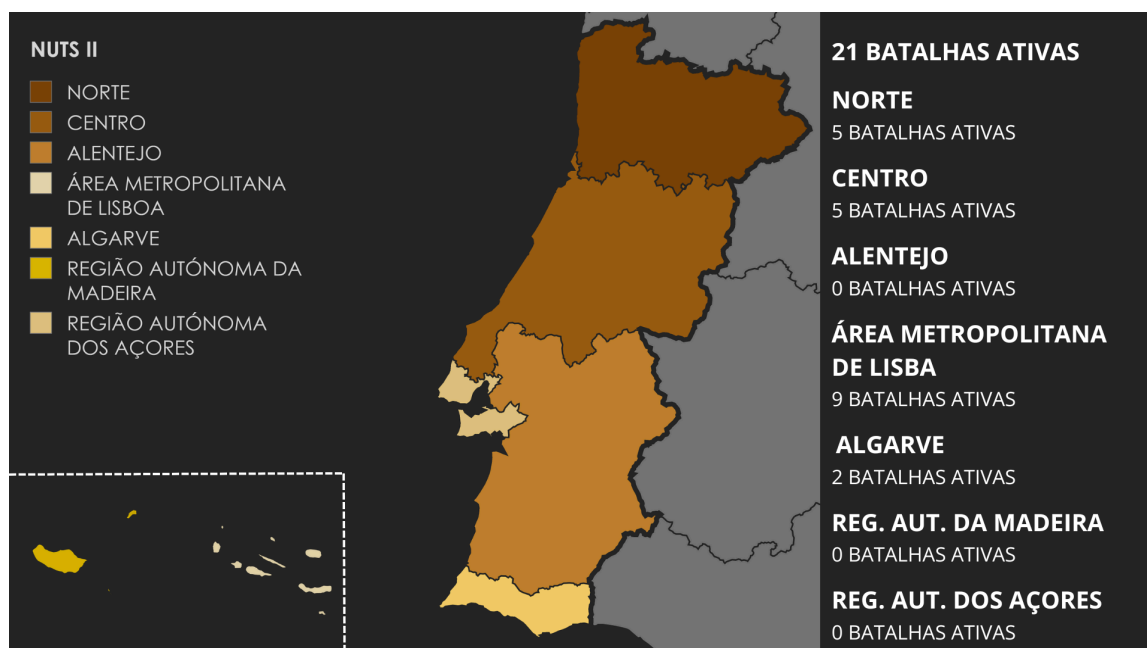 NUTS II
NORTE
CENTRO
ALENTEJO
ÁREA METROPOLITANA
DE LISBOA
ALGARVE
REGIÃO AUTÓNOMA DA
MADEIRA
REGIÃO AUTÓNOMA
DOS AÇORES
21 BATALHAS ATIVAS
NORTE
5 BATALHAS ATIVAS
CENTRO
5 BATALHAS ATIVAS
ALENTEJO
0 BATALHAS ATIVAS
ÁREA METROPOLITANA
DE LISBA
9 BATALHAS ATIVAS
ALGARVE
2 BATALHAS ATIVAS
REG. AUT. DA MADEIRA
0 BATALHAS ATIVAS
REG. AUT. DOS AÇORES
0 BATALHAS ATIVAS